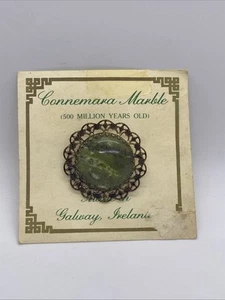 Connemara Marble
(500 MILLION YEARS OLD)
Galway, Ireland